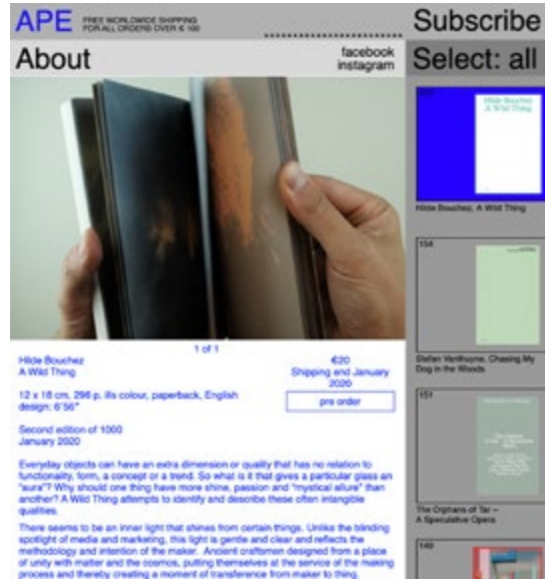 APE
FREE WORLDWIDE SHIPPING
FOR ALL ORDERS OVER € 100
Subscribe
About
facebook
instagram
Select: all
Hilde Bouchez
A Wild Thing
Hilde Bouchez, A Wild Thing
154
Stefan Vanthuyne, Chasing My
Dog in the Woods
151
The Orphans of Tar –
A Speculative Opera
149
1 of 1
Hilde Bouchez
A Wild Thing
€20
Shipping end January
2020
pre order
12 x 18 cm, 296 p, ills colour, paperback, English
design: 6'56"
Second edition of 1000
January 2020
Everyday objects can have an extra dimension or quality that has no relation to
functionality, form, a concept or a trend. So what is it that gives a particular glass an
"aura"? Why should one thing have more shine, passion and "mystical allure" than
another? A Wild Thing attempts to identify and describe these often intangible
qualities.
There seems to be an inner light that shines from certain things. Unlike the blinding
spotlight of media and marketing, this light is gentle and clear and reflects the
methodology and intention of the maker. Ancient craftsmen designed from a place
of unity with matter and the cosmos, putting themselves at the service of the making
process and thereby creating a moment of transference from maker to thing.